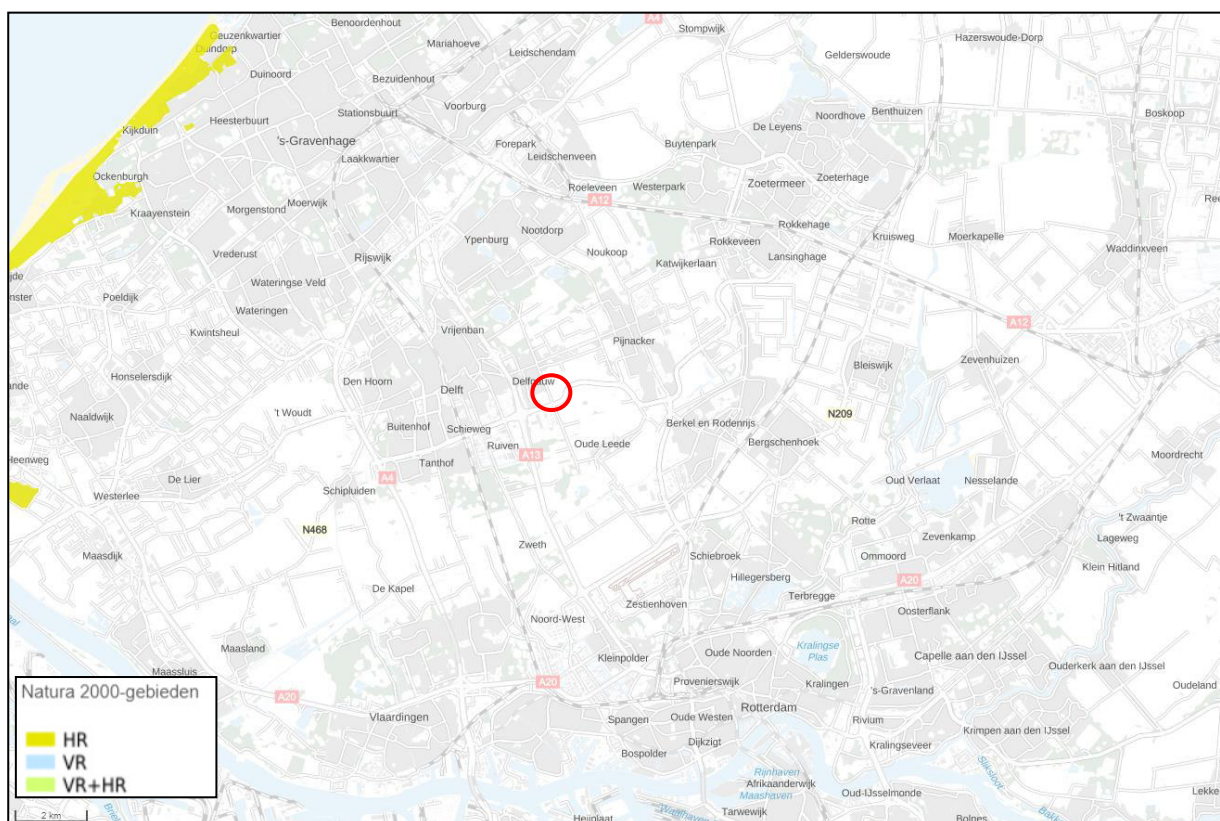 Benoordenhout
A4
Stompwijk
Hazerswoude-Dorp
Geuzenkwartier
Duindorp
Mariahoeve
Leidschendam
Gelderswoude
Duinoord
Bezuidenhout
Stationsbuurt
Voorburg
Noordhove
Benthuizen
Boskoop
Kijkduin
Heesterbuurt
's-Gravenhage
De Leyens
Forepark
Buytenpark
Laakkwartier
Leidschenveen
Ockenburgh
Roeleveen
Westerpark
Zoetermeer
Zoeterhage
A12
Kraayenstein
Morgenstond
Moerwijk
Nootdorp
Rokkehage
Ypenburg
Rokkeveen
Kruisweg
Moerkapelle
Waddinxveen
Vrederust
Rijswijk
Noukoop
Katwijkerlaan
Lansinghage
Wateringse Veld
Poeldijk
Wateringen
Kwintsheul
Vrijenban
A12
Pijnacker
Zevenhuizen
Bleiswijk
Honselersdijk
Den Hoorn
Delft
Naaldwijk
't Woudt
N209
Buitenhof
Schieweg
Berkel en Rodenrijs
Ruiven
Oude Leede
Bergschenhoek
A13
Tanthof
Moordrecht
De Lier
A4
Oud Verlaat
Nesselande
Westerlee
Schipluiden
't Zwaantje
N468
Rotte
Zevenkamp
Lageweg
Maasdijk
Zweth
Schiebroek
Ommoord
Klein Hitland
Hillegersberg
A20
De Kapel
Terbregge
Zestienhoven
Oosterflank
Noord-West
Maasland
Kralingse
Plas
Oude Noorden
Kleinpolder
Capelle aan den IJssel
Ouderkerk aan den IJssel
Maassluis
Provenierswijk
Kralingen
's-Gravenland
Oudeland
A20
A20
Rotterdam
Vlaardingen
Spangen
Oude Westen
Rivium
Krimpen aan den IJssel
Dijkzigt
Kralingseveer
Bospolder
Sliksloot
Rijnhaven
Maashaven
Afrikaanderwijk
Oud-IJsselmonde
Tarwewijk
Heijplaat
Bolnes
Natura 2000-gebieden
HR
VR
VR+HR
2 km